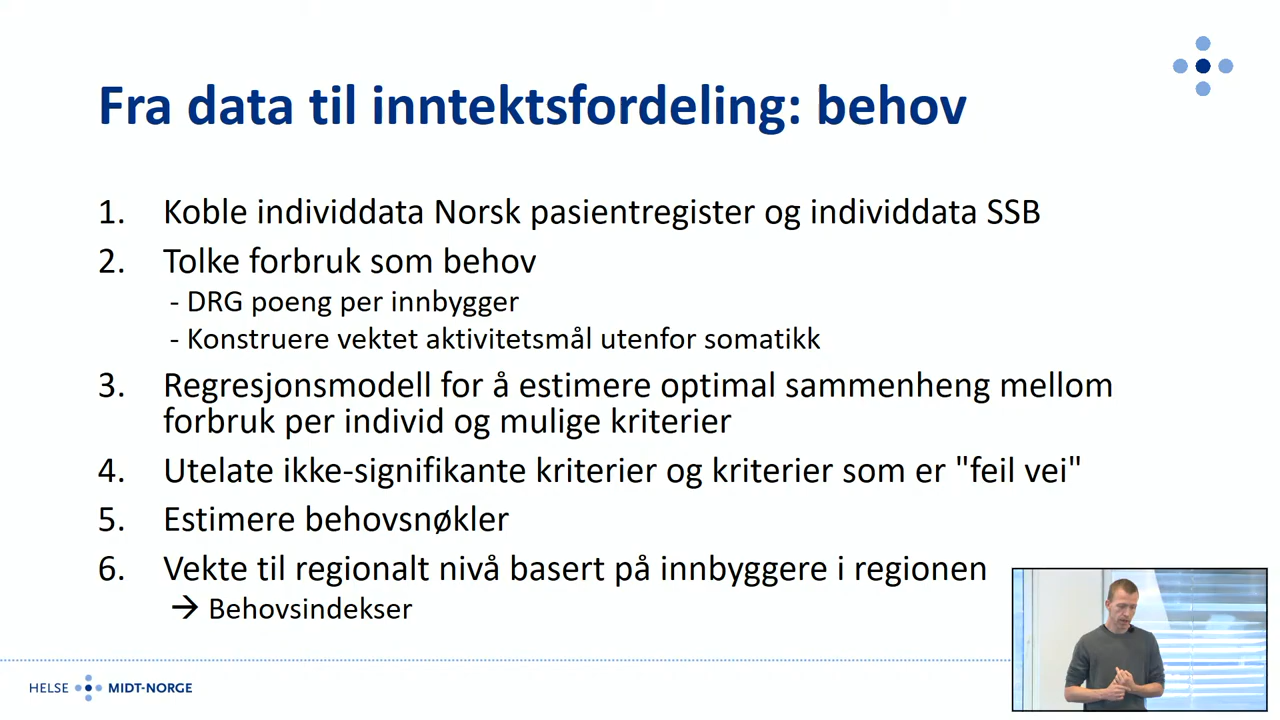 Fra data til inntektsfordeling: behov
1. Koble individdata Norsk pasientregister og individdata SSB
2. Tolke forbruk som behov
- DRG poeng per innbygger
- Konstruere vektet aktivitetsmål utenfor somatikk
3. Regresjonsmodell for å estimere optimal sammenheng mellom
forbruk per individ og mulige kriterier
4. Utelate ikke-signifikante kriterier og kriterier som er "feil vei"
5. Estimere behovsnøkler
6. Vekte til regionalt nivå basert på innbyggere i regionen
→ Behovsindekser
HELSE MIDT-NORGE